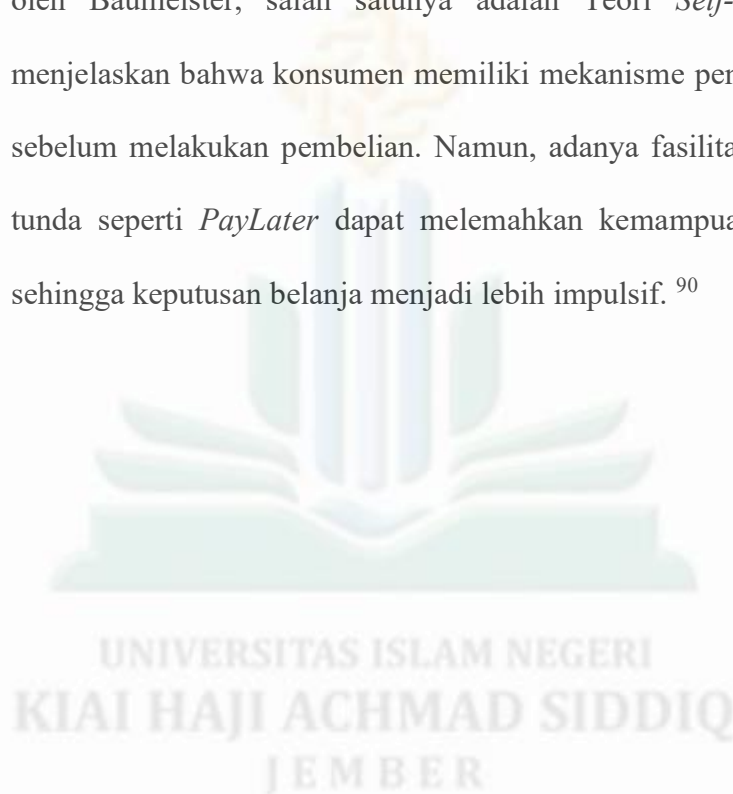 oleh Baumeister, salah satunya adalah Teori Self-
menjelaskan bahwa konsumen memiliki mekanisme per
sebelum melakukan pembelian. Namun, adanya fasilita
tunda seperti PayLater dapat melemahkan kemampua
sehingga keputusan belanja menjadi lebih impulsif. 90
UNIVERSITAS ISLAM NEGERI
KIAI HAJI ACHMAD SIDDIQ
JEMBER